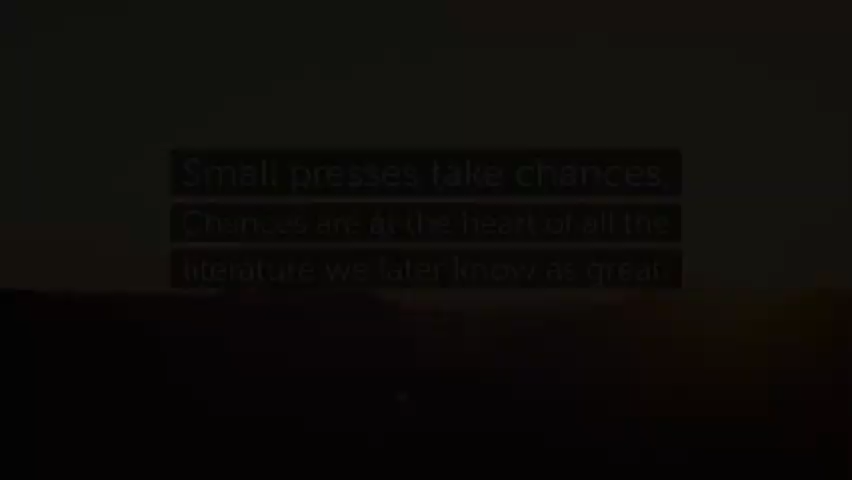 Small presses take chances.
Chances are at the heart of all the
literature we later know as great.